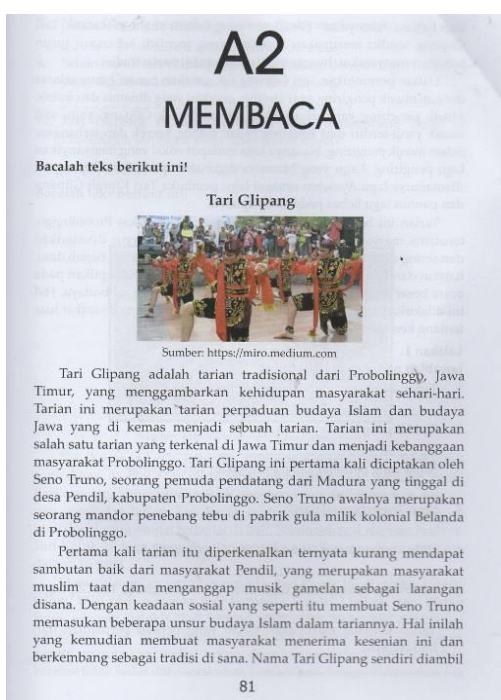 A2
MEMBACA
Bacalah teks berikut ini!
Tari Glipang
Sumber: https://miro.medium.com
Tari Glipang adalah tarian tradisional dari Probolinggo, Jawa
Timur, yang menggambarkan kehidupan masyarakat sehari-hari.
Tarian ini merupakan tarian perpaduan budaya Islam dan budaya
Jawa yang di kemas menjadi sebuah tarian. Tarian ini merupakan
salah satu tarian yang terkenal di Jawa Timur dan menjadi kebanggaan
masyarakat Probolinggo. Tari Glipang ini pertama kali diciptakan oleh
Seno Truno, seorang pemuda pendatang dari Madura yang tinggal di
desa Pendil, kabupaten Probolinggo. Seno Truno awalnya merupakan
seorang mandor penebang tebu di pabrik gula milik kolonial Belanda
di Probolinggo.
Pertama kali tarian itu diperkenalkan ternyata kurang mendapat
sambutan baik dari masyarakat Pendil, yang merupakan masyarakat
muslim taat dan menganggap musik gamelan sebagai larangan
disana. Dengan keadaan sosial yang seperti itu membuat Seno Truno
memasukan beberapa unsur budaya Islam dalam tariannya. Hal inilah
yang kemudian membuat masyarakat menerima kesenian ini dan
berkembang sebagai tradisi di sana. Nama Tari Glipang sendiri diambil
81